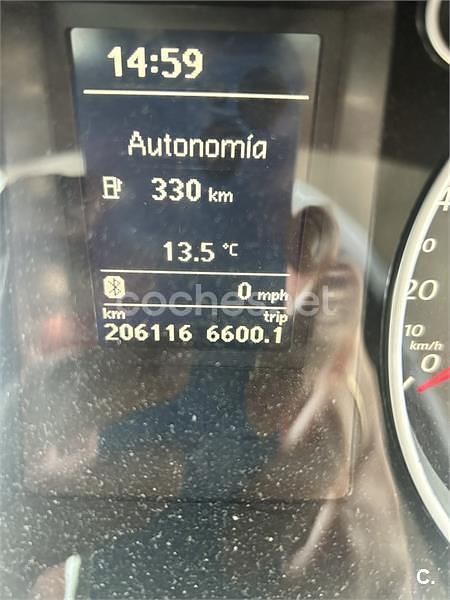 14:59
Autonomía
330 km
13.5 °C
0 mph
coches.net
km trip
206116 6600.1
20
10
km/h
0
C.